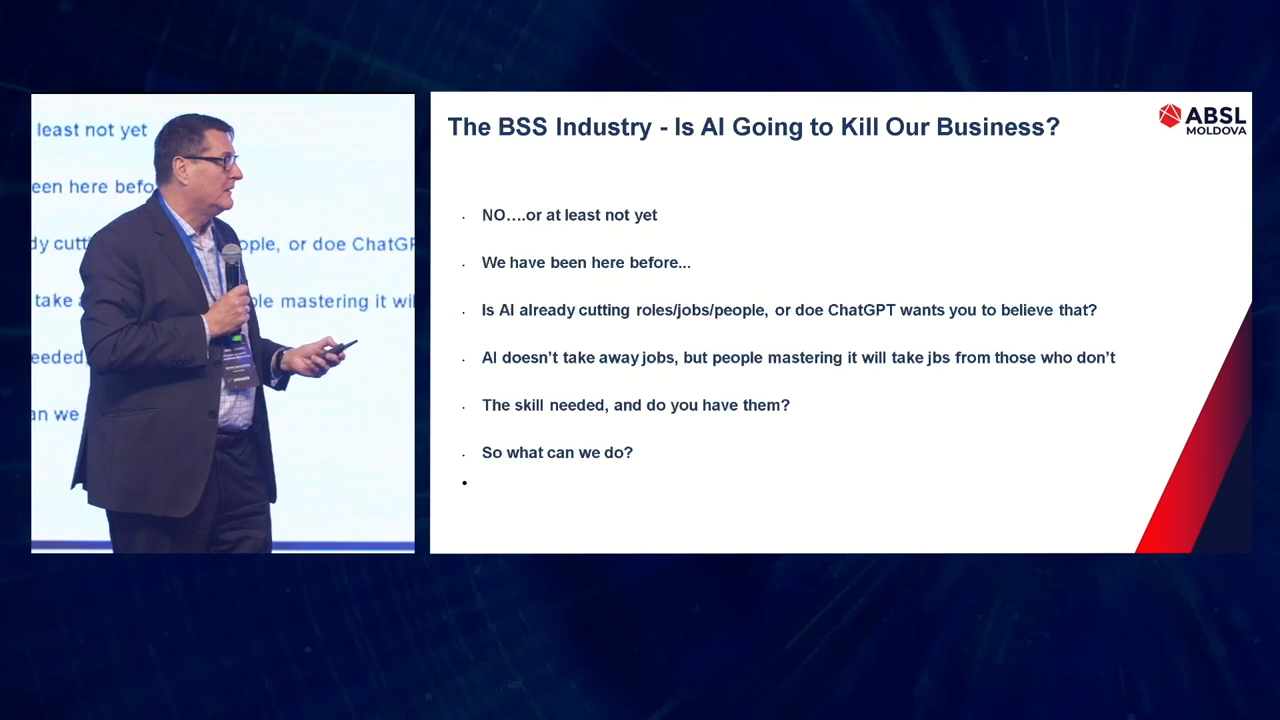 least not yet
een here befo
dy cutt ople, or doe ChatGP
take a ple mastering it wil
eeded,
an we
SPEAKER
The BSS Industry - Is AI Going to Kill Our Business?
ABSL
MOLDOVA
NO….or at least not yet
We have been here before...
Is AI already cutting roles/jobs/people, or doe ChatGPT wants you to believe that?
AI doesn’t take away jobs, but people mastering it will take jbs from those who don’t
The skill needed, and do you have them?
So what can we do?